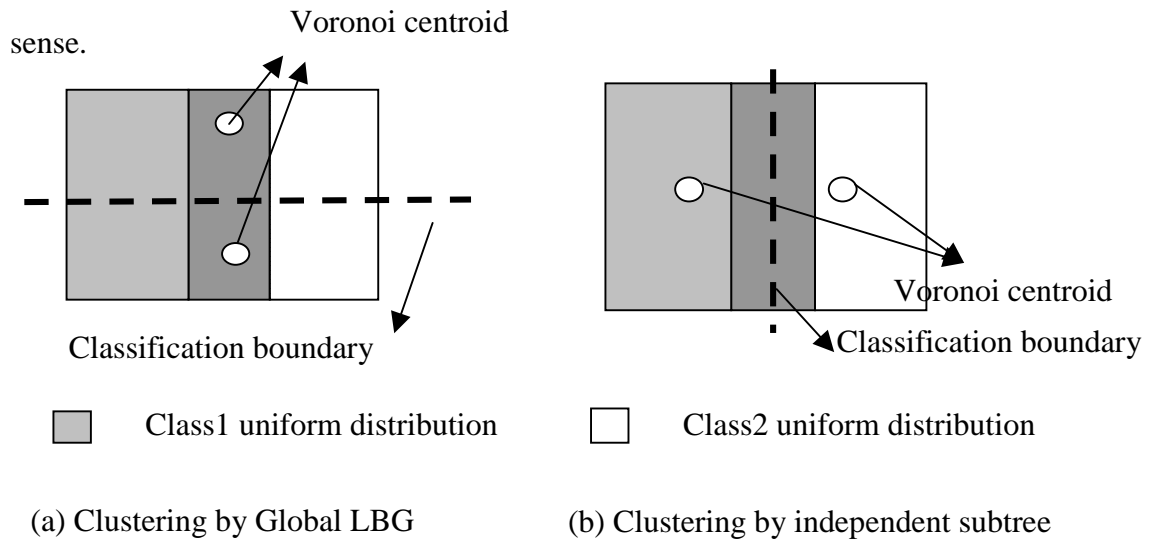 Voronoi centroid
sense.
Voronoi centroid
Classification boundary
Classification boundary
Class1 uniform distribution
Class2 uniform distribution
(a) Clustering by Global LBG
(b) Clustering by independent subtree